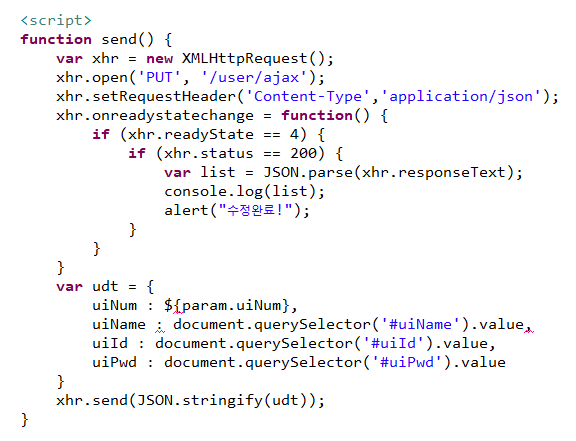 <script>
function send() {
    var xhr = new XMLHttpRequest();
    xhr.open('PUT', '/user/ajax');
    xhr.setRequestHeader('Content-Type','application/json');
    xhr.onreadystatechange = function() {
        if (xhr.readyState == 4) {
            if (xhr.status == 200) {
                var list = JSON.parse(xhr.responseText);
                console.log(list);
                alert("수정완료!");
            }
        }
    }
    var udt = {
        uiNum : ${param.uiNum},
        uiName : document.querySelector('#uiName').value,
        uiId : document.querySelector('#uiId').value,
        uiPwd : document.querySelector('#uiPwd').value
    }
    xhr.send(JSON.stringify(udt));
}